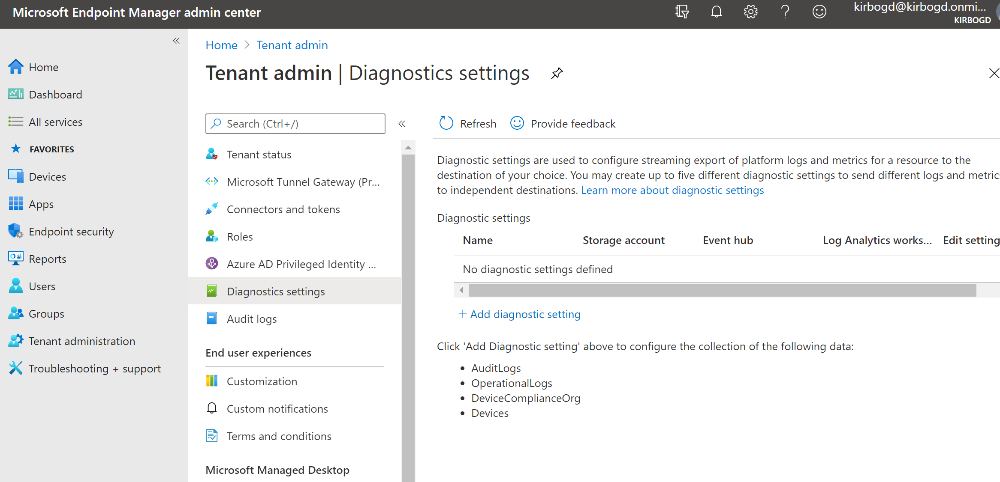 Microsoft Endpoint Manager admin center
kirbogd@kirbogd.onmi...
KIRBOGD
Home
Dashboard
All services
FAVORITES
Devices
Apps
Endpoint security
Reports
Users
Groups
Tenant administration
Troubleshooting + support
Home > Tenant admin
Tenant admin | Diagnostics settings
Search (Ctrl+/)
Tenant status
Microsoft Tunnel Gateway (Pr...
Connectors and tokens
Roles
Azure AD Privileged Identity ...
Diagnostics settings
Audit logs
End user experiences
Customization
Custom notifications
Terms and conditions
Microsoft Managed Desktop
Refresh
Provide feedback
Diagnostic settings are used to configure streaming export of platform logs and metrics for a resource to the
destination of your choice. You may create up to five different diagnostic settings to send different logs and metrics
to independent destinations. Learn more about diagnostic settings
Diagnostic settings
Name Storage account Event hub Log Analytics works... Edit setting
No diagnostic settings defined
+ Add diagnostic setting
Click 'Add Diagnostic setting' above to configure the collection of the following data:
• AuditLogs
• OperationalLogs
• DeviceComplianceOrg
• Devices